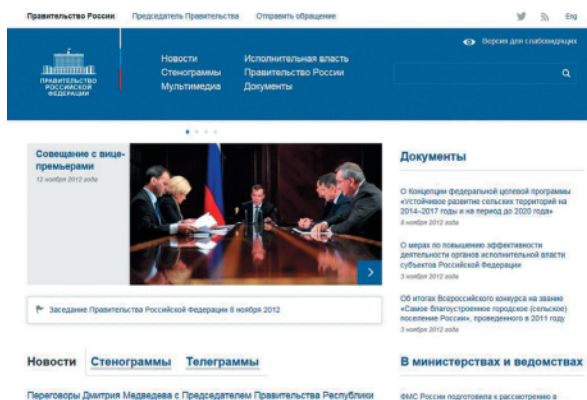 Правительство России Председатель Правительства Отправить обращение Eng
Версия для слабовидящих
ПРАВИТЕЛЬСТВО
РОССИЙСКОЙ
ФЕДЕРАЦИИ
Новости
Стенограммы
Мультимедиа
Исполнительная власть
Правительство России
Документы
Совещание с вице-
премьерами
12 ноября 2012 года
Заседание Правительства Российской Федерации 8 ноября 2012
Новости Стенограммы Телеграммы
Переговоры Дмитрия Медведева с Председателем Правительства Республики
Документы
О Концепции федеральной целевой программы
«Устойчивое развитие сельских территорий на
2014–2017 годы и на период до 2020 года»
8 ноября 2012 года
О мерах по повышению эффективности
деятельности органов исполнительной власти
субъектов Российской Федерации
3 ноября 2012 года
Об итогах Всероссийского конкурса на звание
«Самое благоустроенное городское (сельское)
поселение России», проведенного в 2011 году
3 ноября 2012 года
В министерствах и ведомствах
ФМС России подготовила к рассмотрению в